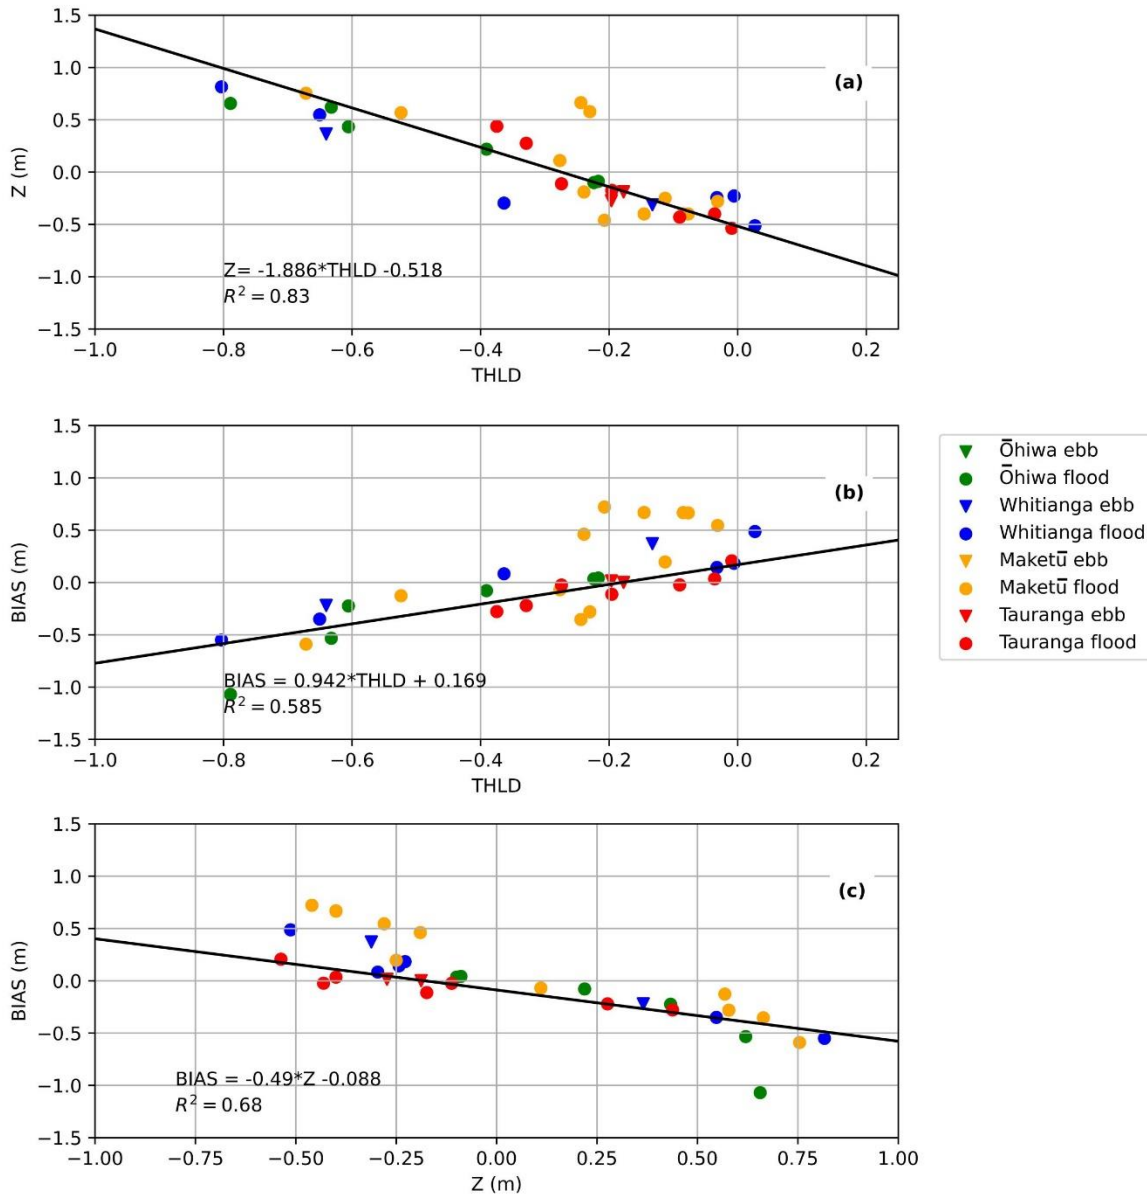 1.5
1.0
0.5
0.0
−0.5
−1.0
−1.5
Z (m)
(a)
Z= -1.886*THLD -0.518
R² = 0.83
−1.0 −0.8 −0.6 −0.4 −0.2 0.0 0.2
THLD
1.5
1.0
0.5
0.0
−0.5
−1.0
−1.5
BIAS (m)
(b)
BIAS = 0.942*THLD + 0.169
R² = 0.585
−1.0 −0.8 −0.6 −0.4 −0.2 0.0 0.2
THLD
Ōhiwa ebb
Ōhiwa flood
Whitianga ebb
Whitianga flood
Maketū ebb
Maketū flood
Tauranga ebb
Tauranga flood
1.5
1.0
0.5
0.0
−0.5
−1.0
−1.5
BIAS (m)
(c)
BIAS = -0.49*Z -0.088
R² = 0.68
−1.00 −0.75 −0.50 −0.25 0.00 0.25 0.50 0.75 1.00
Z (m)